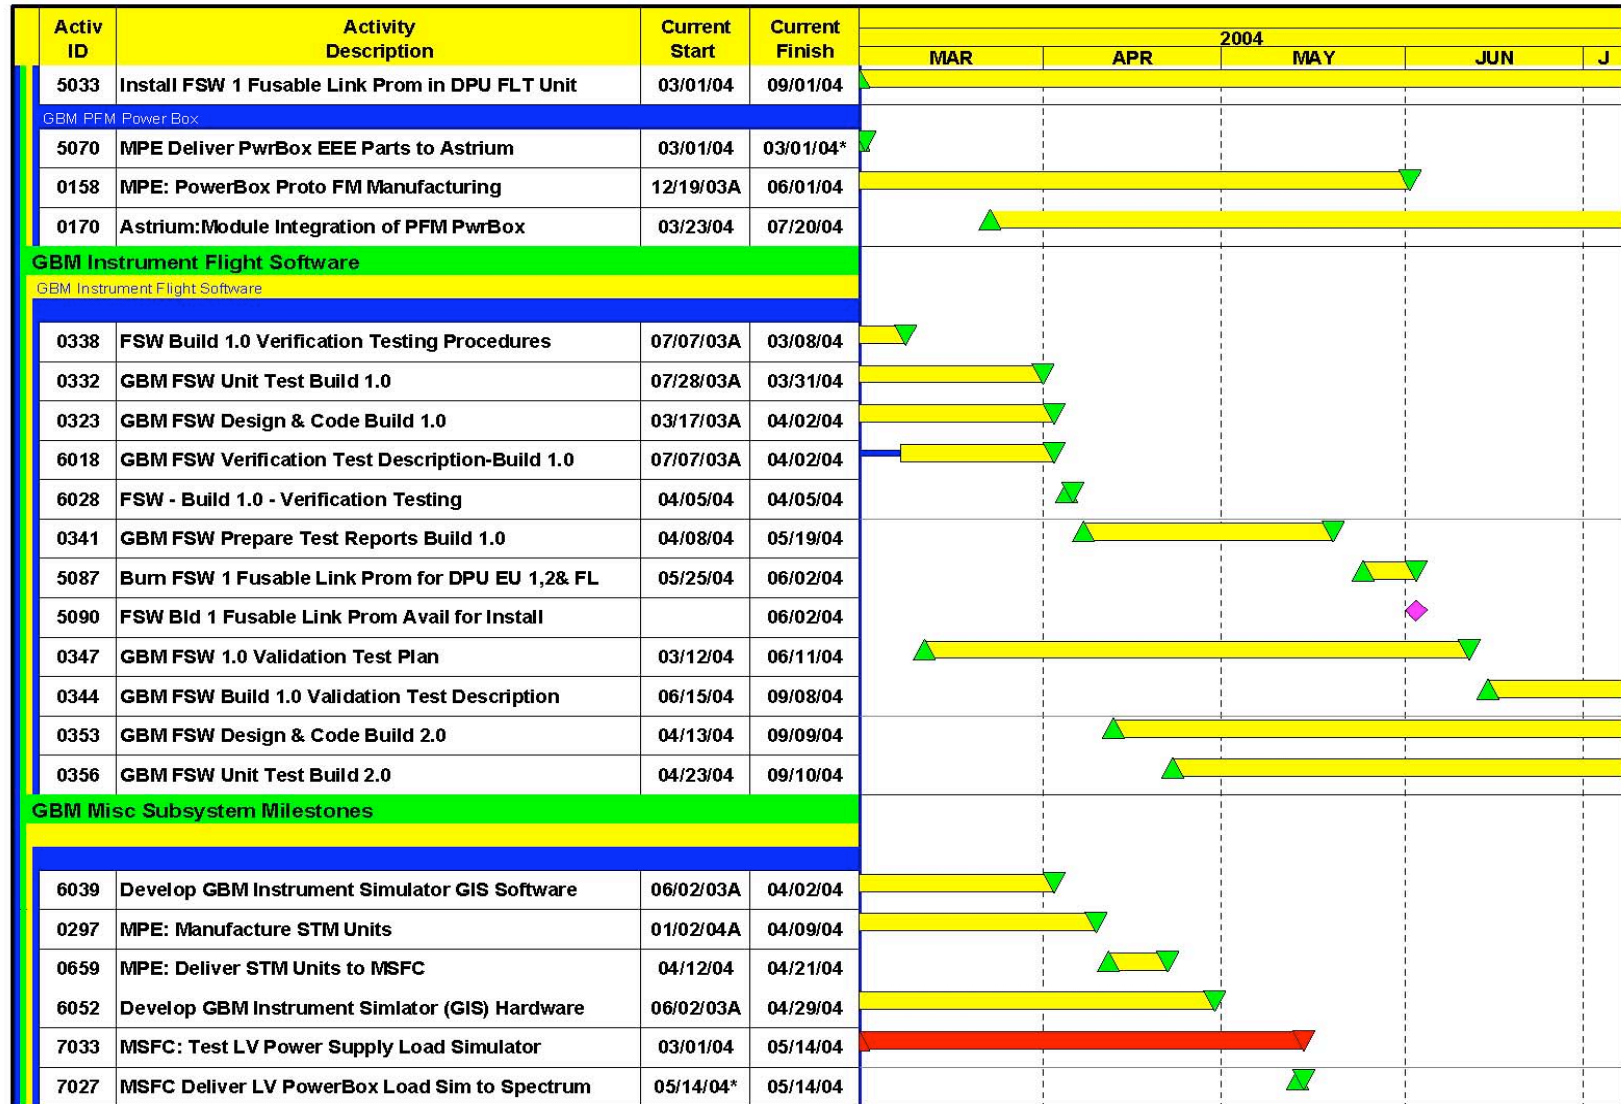 Activ Activity Current Current
ID Description Start Finish
2004
MAR APR MAY JUN J
5033 Install FSW 1 Fusable Link Prom in DPU FLT Unit 03/01/04 09/01/04
GBM PFM Power Box
5070 MPE Deliver PwrBox EEE Parts to Astrium 03/01/04 03/01/04*
0158 MPE: PowerBox Proto FM Manufacturing 12/19/03A 06/01/04
0170 Astrium:Module Integration of PFM PwrBox 03/23/04 07/20/04
GBM Instrument Flight Software
GBM Instrument Flight Software
0338 FSW Build 1.0 Verification Testing Procedures 07/07/03A 03/08/04
0332 GBM FSW Unit Test Build 1.0 07/28/03A 03/31/04
0323 GBM FSW Design & Code Build 1.0 03/17/03A 04/02/04
6018 GBM FSW Verification Test Description-Build 1.0 07/07/03A 04/02/04
6028 FSW - Build 1.0 - Verification Testing 04/05/04 04/05/04
0341 GBM FSW Prepare Test Reports Build 1.0 04/08/04 05/19/04
5087 Burn FSW 1 Fusable Link Prom for DPU EU 1,2& FL 05/25/04 06/02/04
5090 FSW Bld 1 Fusable Link Prom Avail for Install 06/02/04
0347 GBM FSW 1.0 Validation Test Plan 03/12/04 06/11/04
0344 GBM FSW Build 1.0 Validation Test Description 06/15/04 09/08/04
0353 GBM FSW Design & Code Build 2.0 04/13/04 09/09/04
0356 GBM FSW Unit Test Build 2.0 04/23/04 09/10/04
GBM Misc Subsystem Milestones
6039 Develop GBM Instrument Simulator GIS Software 06/02/03A 04/02/04
0297 MPE: Manufacture STM Units 01/02/04A 04/09/04
0659 MPE: Deliver STM Units to MSFC 04/12/04 04/21/04
6052 Develop GBM Instrument Simlator (GIS) Hardware 06/02/03A 04/29/04
7033 MSFC: Test LV Power Supply Load Simulator 03/01/04 05/14/04
7027 MSFC Deliver LV PowerBox Load Sim to Spectrum 05/14/04* 05/14/04